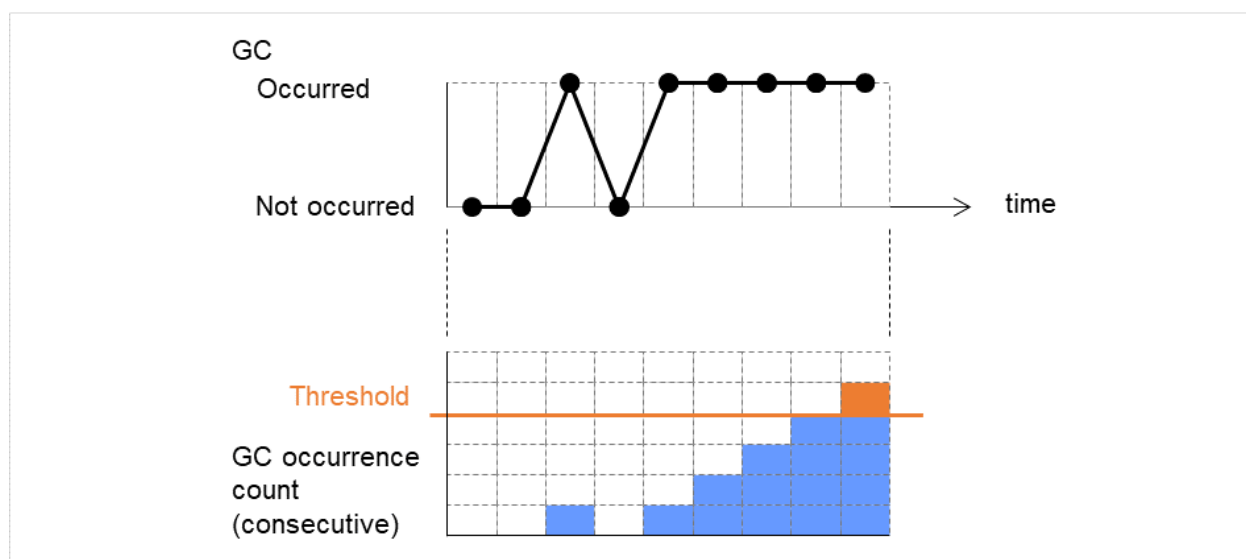 GC
Occurred
Not occurred
time
Threshold
GC occurrence
count
(consecutive)